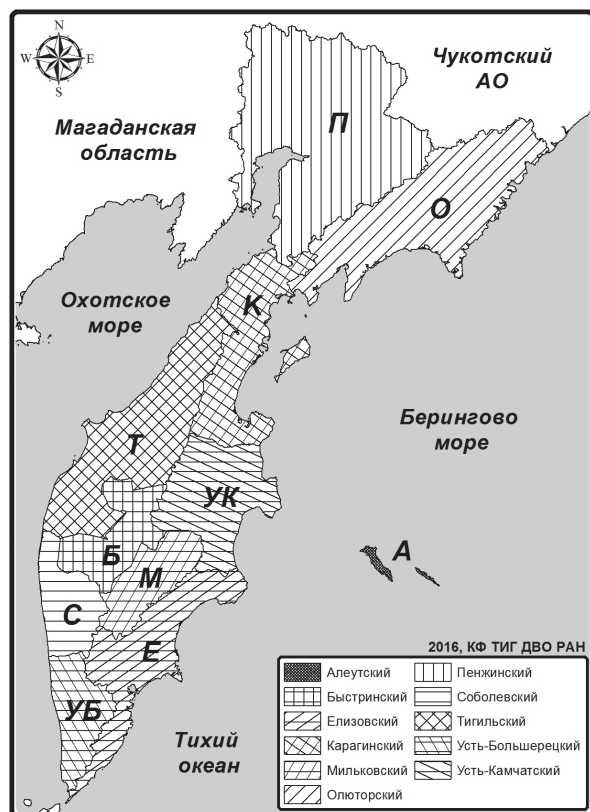 N
W E
S
Чукотский
АО
П
Магаданская
область
О
Охотское
море
К
Берингово
море
Т
УК
А
Б
М
С
Е
2016, КФ ТИГ ДВО РАН
УБ
Тихий
океан
Алеутский
Быстринский
Елизовский
Карагинский
Мильковский
Олюторский
Пенжинский
Соболевский
Тигильский
Усть-Большерецкий
Усть-Камчатский